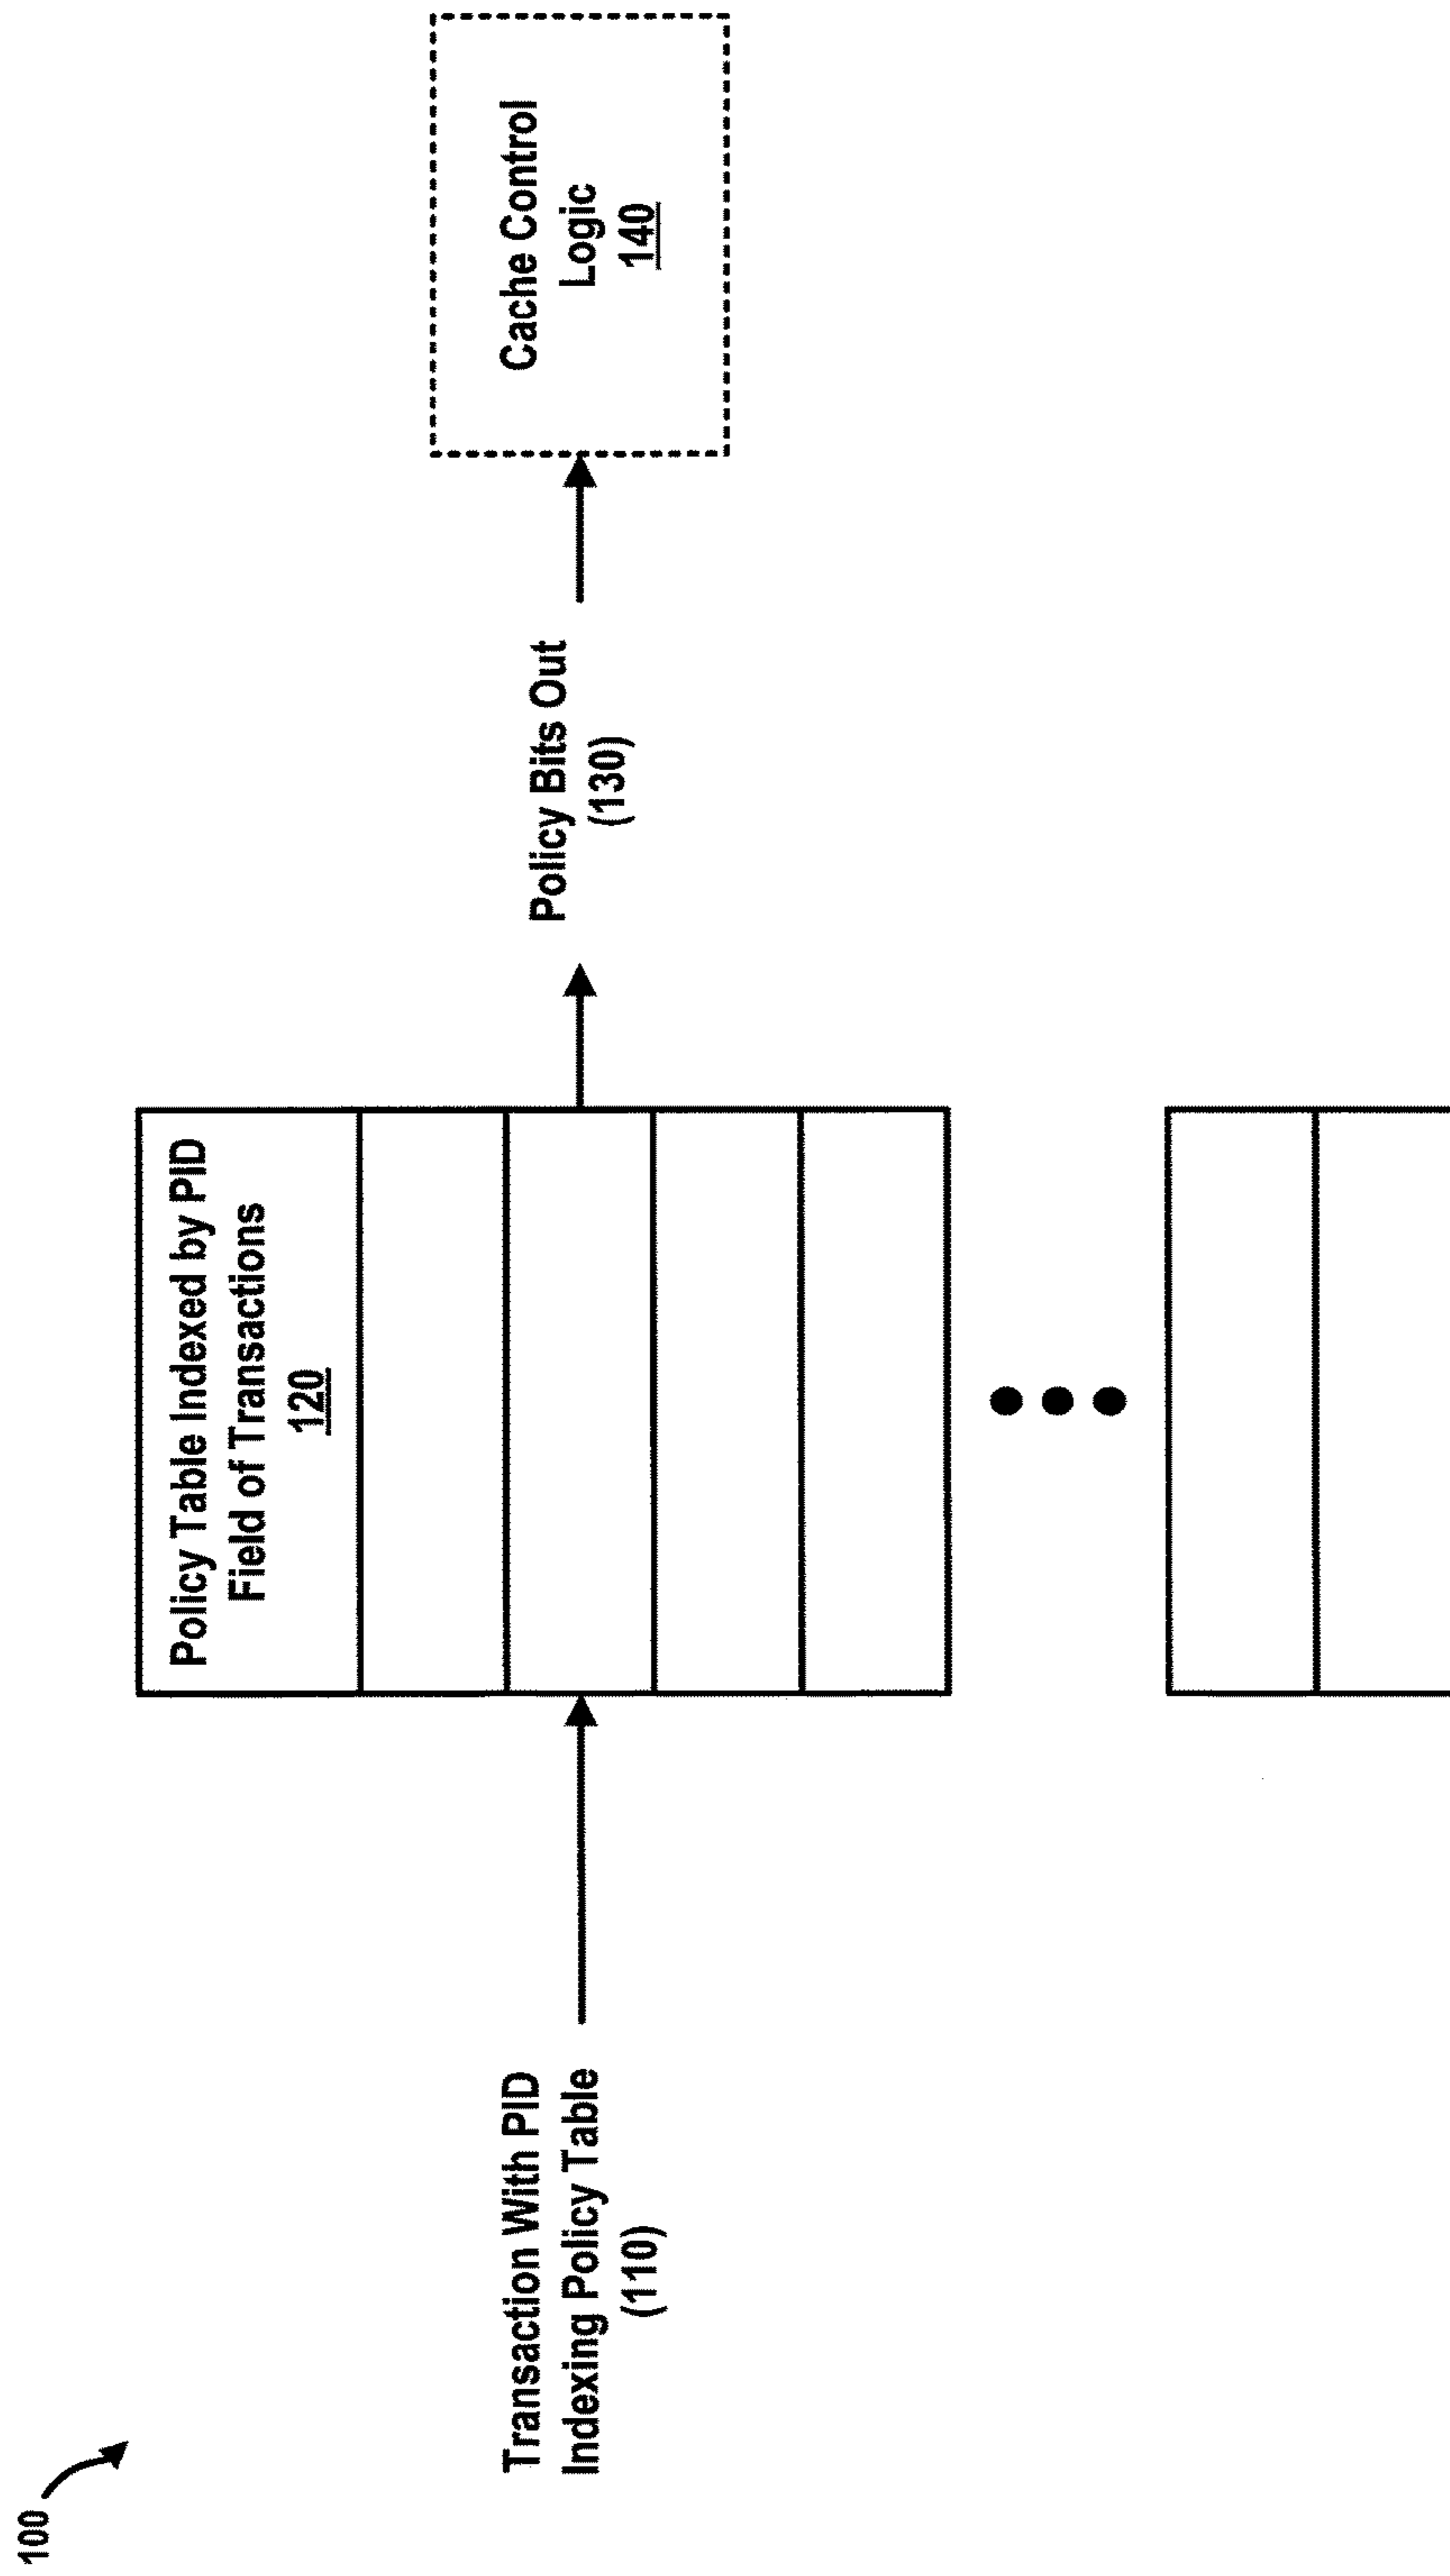 100
Transaction With PID
Indexing Policy Table
(110)
Policy Table Indexed by PID
Field of Transactions
120
Policy Bits Out
(130)
Cache Control
Logic
140